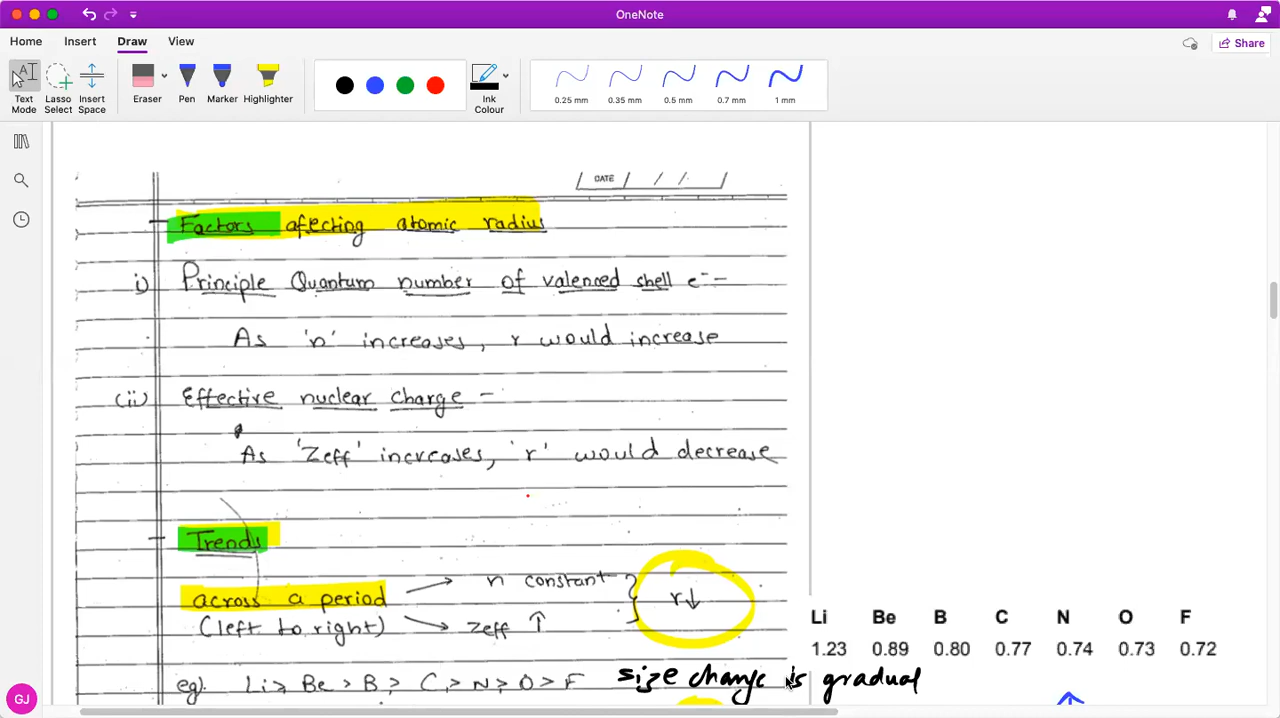 OneNote
Home Insert Draw View
Share
Text Mode
Lasso Select
Insert Space
Eraser
Pen
Marker
Highlighter
Ink Colour
0.25 mm 0.35 mm 0.5 mm 0.7 mm 1 mm
DATE / / /
Factors afecting atomic radius
i) Principle Quantum number of valenced shell e⁻ -
As 'n' increases, r would increase
(ii) Effective nuclear charge -
As 'Zeff' increases, 'r' would decrease
Trends
across a period → n constant } r↓
(left to right) → Zeff ↑
Li Be B C N O F
1.23 0.89 0.80 0.77 0.74 0.73 0.72
eg). Li > Be > B > C > N > O > F size change is gradual
GJ